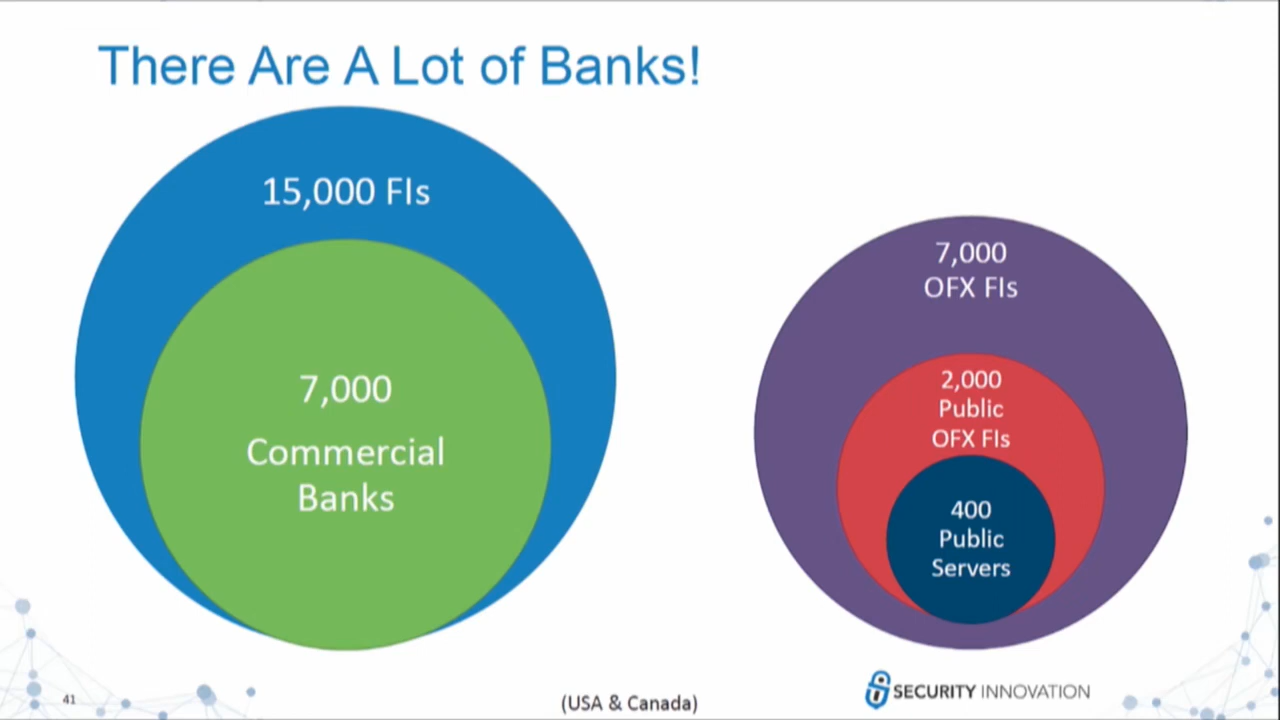 There Are A Lot of Banks!
15,000 FIs
7,000
Commercial
Banks
7,000
OFX FIs
2,000
Public
OFX FIs
400
Public
Servers
41
(USA & Canada)
SECURITY INNOVATION